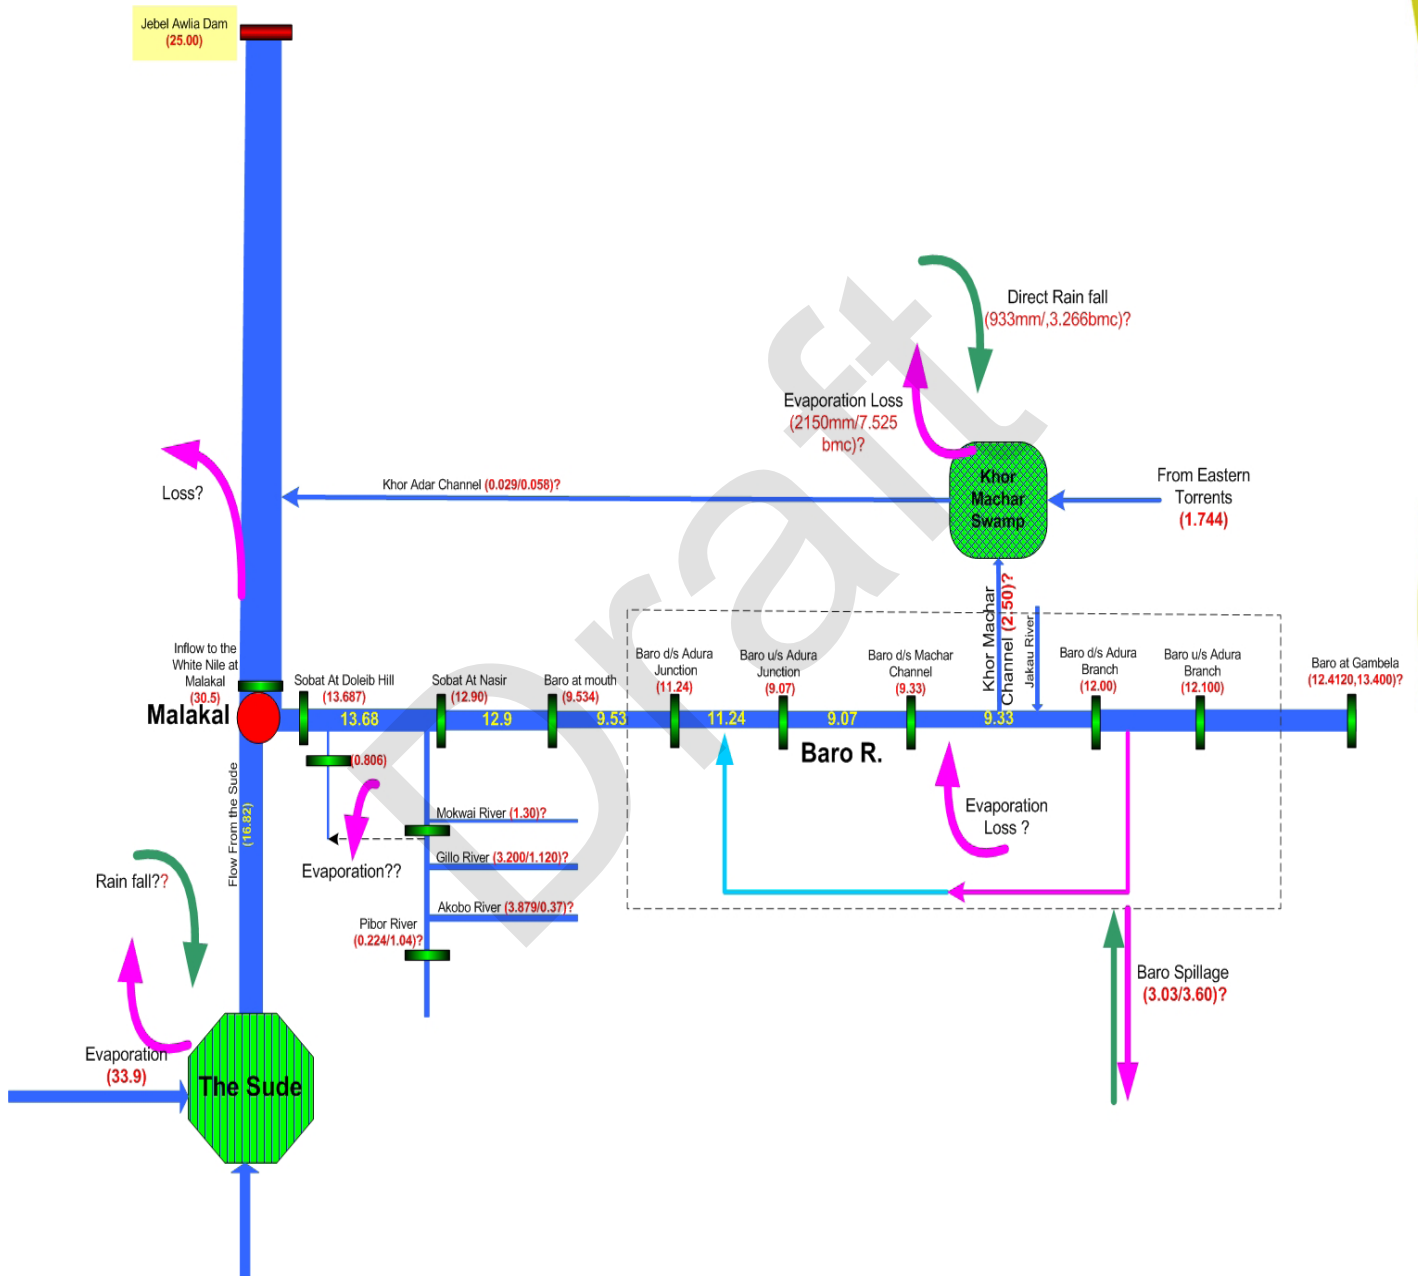 Jebel Awlia Dam
(25.00)
Direct Rain fall
(933mm/,3.266bmc)?
Evaporation Loss
(2150mm/7.525
bmc)?
Loss?
Khor Adar Channel (0.029/0.058)?
Khor
Machar
Swamp
From Eastern
Torrents
(1.744)
Khor Machar
Channel (2.50)?
Jakau River
Inflow to the
White Nile at
Malakal
(30.5)
Malakal
Sobat At Doleib Hill
(13.687)
Sobat At Nasir
(12.90)
Baro at mouth
(9.534)
Baro d/s Adura
Junction
(11.24)
Baro u/s Adura
Junction
(9.07)
Baro d/s Machar
Channel
(9.33)
Baro d/s Adura
Branch
(12.00)
Baro u/s Adura
Branch
(12.100)
Baro at Gambela
(12.4120,13.400)?
13.68
12.9
9.53
11.24
9.07
9.33
Baro R.
(0.806)
Flow From the Sude
(16.82)
Evaporation
Loss ?
Mokwai River (1.30)?
Evaporation??
Gillo River (3.200/1.120)?
Akobo River (3.879/0.37)?
Pibor River
(0.224/1.04)?
Rain fall??
Baro Spillage
(3.03/3.60)?
Evaporation
(33.9)
The Sude
Draft